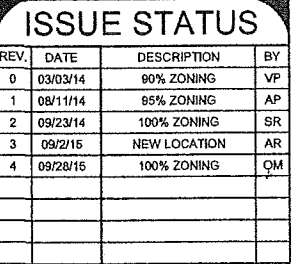 ISSUE STATUS
REV. DATE DESCRIPTION BY
0 03/03/14 90% ZONING VP
1 08/11/14 95% ZONING AP
2 09/23/14 100% ZONING SR
3 09/2/15 NEW LOCATION AR
4 09/28/15 100% ZONING OM